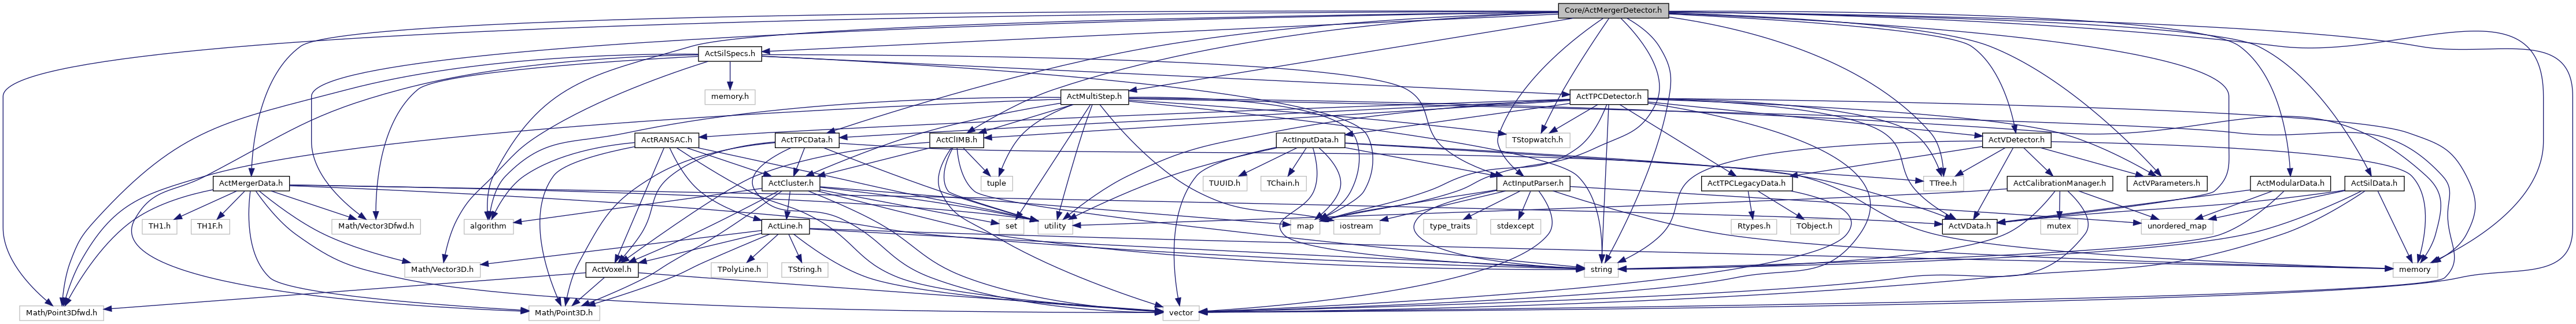 Core/ActMergerDetector.h
ActSilSpecs.h
memory.h
ActMultiStep.h
ActTPCDetector.h
ActRANSAC.h
ActTPCData.h
ActClIMB.h
ActInputData.h
TStopwatch.h
ActVDetector.h
ActMergerData.h
ActCluster.h
tuple
TUUID.h
TChain.h
ActInputParser.h
ActTPCLegacyData.h
TTree.h
ActCalibrationManager.h
ActVParameters.h
ActModularData.h
ActSilData.h
TH1.h
TH1F.h
Math/Vector3Dfwd.h
algorithm
ActLine.h
set
utility
map
iostream
type_traits
stdexcept
Rtypes.h
TObject.h
ActVData.h
mutex
unordered_map
Math/Vector3D.h
ActVoxel.h
TPolyLine.h
TString.h
string
memory
Math/Point3Dfwd.h
Math/Point3D.h
vector